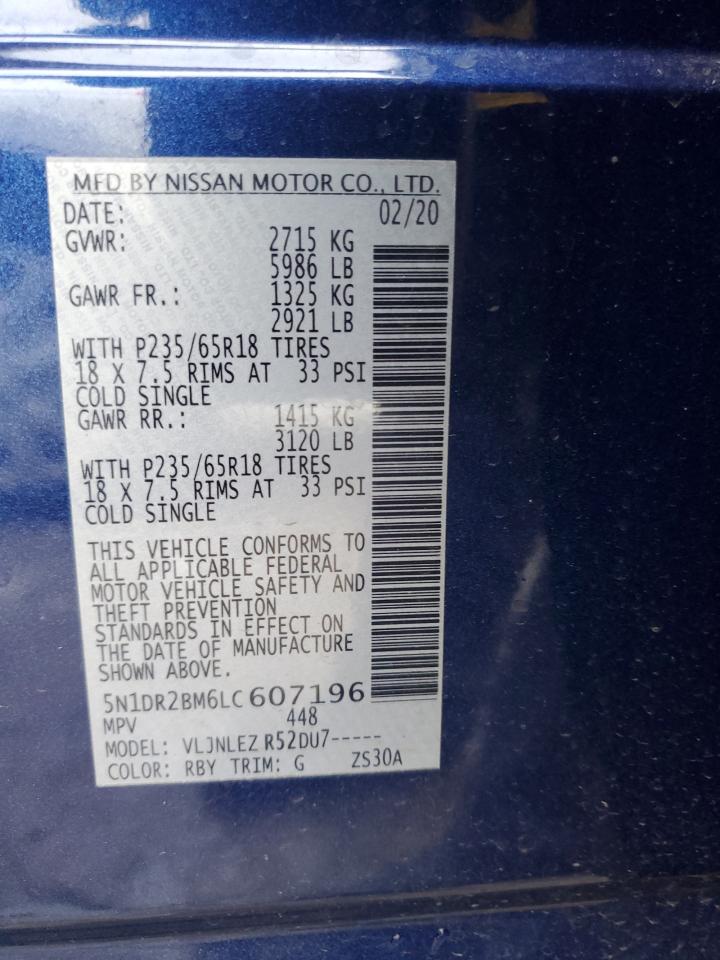 MFD BY NISSAN MOTOR CO., LTD.
DATE: 02/20
GVWR: 2715 KG
5986 LB
GAWR FR.: 1325 KG
2921 LB
WITH P235/65R18 TIRES
18 X 7.5 RIMS AT 33 PSI
COLD SINGLE
GAWR RR.: 1415 KG
3120 LB
WITH P235/65R18 TIRES
18 X 7.5 RIMS AT 33 PSI
COLD SINGLE
THIS VEHICLE CONFORMS TO
ALL APPLICABLE FEDERAL
MOTOR VEHICLE SAFETY AND
THEFT PREVENTION
STANDARDS IN EFFECT ON
THE DATE OF MANUFACTURE
SHOWN ABOVE.
5N1DR2BM6LC607196
MPV 448
MODEL: VLJNLEZ R52DU7-----
COLOR: RBY TRIM: G ZS30A